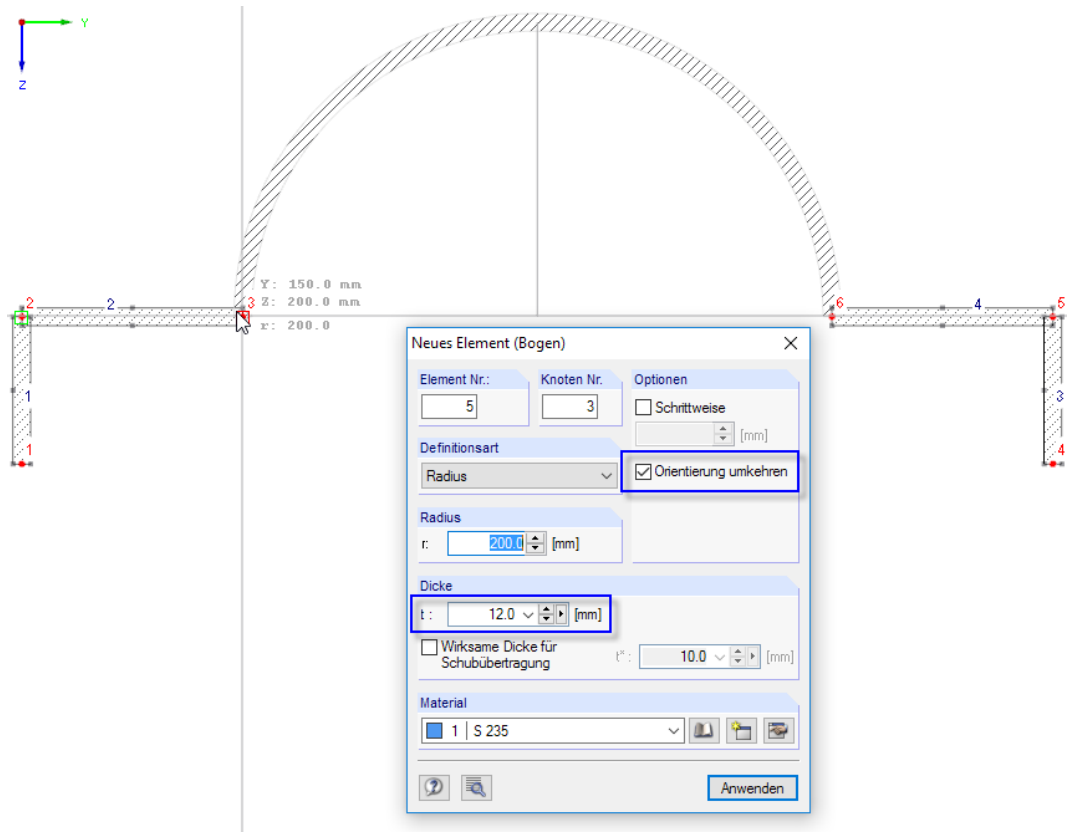 Y
Z
Y: 150.0 mm
Z: 200.0 mm
r: 200.0
2
2
3
6
4
5
1
1
3
4
Neues Element (Bogen)
Element Nr.: Knoten Nr. Optionen
5 3 Schrittweise
[mm]
Definitionsart
Radius Orientierung umkehren
Radius
r: 200.0 [mm]
Dicke
t : 12.0 [mm]
Wirksame Dicke für
Schubübertragung t* : 10.0 [mm]
Material
1 S 235
Anwenden